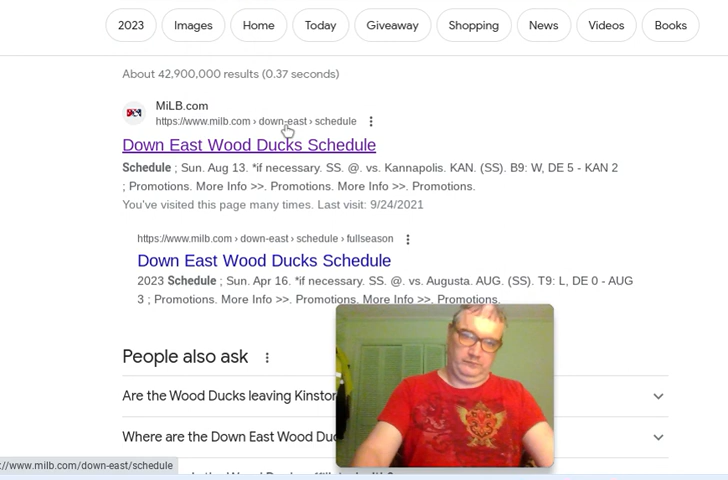 2023
Images
Home
Today
Giveaway
Shopping
News
Videos
Books
About 42,900,000 results (0.37 seconds)
MiLB.com
https://www.milb.com › down-east › schedule
Down East Wood Ducks Schedule
Schedule ; Sun. Aug 13. *if necessary. SS. @. vs. Kannapolis. KAN. (SS). B9: W, DE 5 - KAN 2
; Promotions. More Info >>. Promotions. More Info >>. Promotions.
You've visited this page many times. Last visit: 9/24/2021
https://www.milb.com › down-east › schedule › fullseason
Down East Wood Ducks Schedule
2023 Schedule ; Sun. Apr 16. *if necessary. SS. @. vs. Augusta. AUG. (SS). T9: L, DE 0 - AUG
3 ; Promotions. More Info >>. Promotions. More Info >>. Promotions.
People also ask
Are the Wood Ducks leaving Kinston
Where are the Down East Wood Duc
://www.milb.com/down-east/schedule